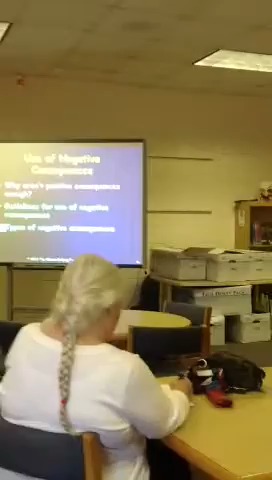 Use of Negative
Consequences
Why aren't positive consequences
enough?
Guidelines for use of negative
consequences
Types of negative consequences